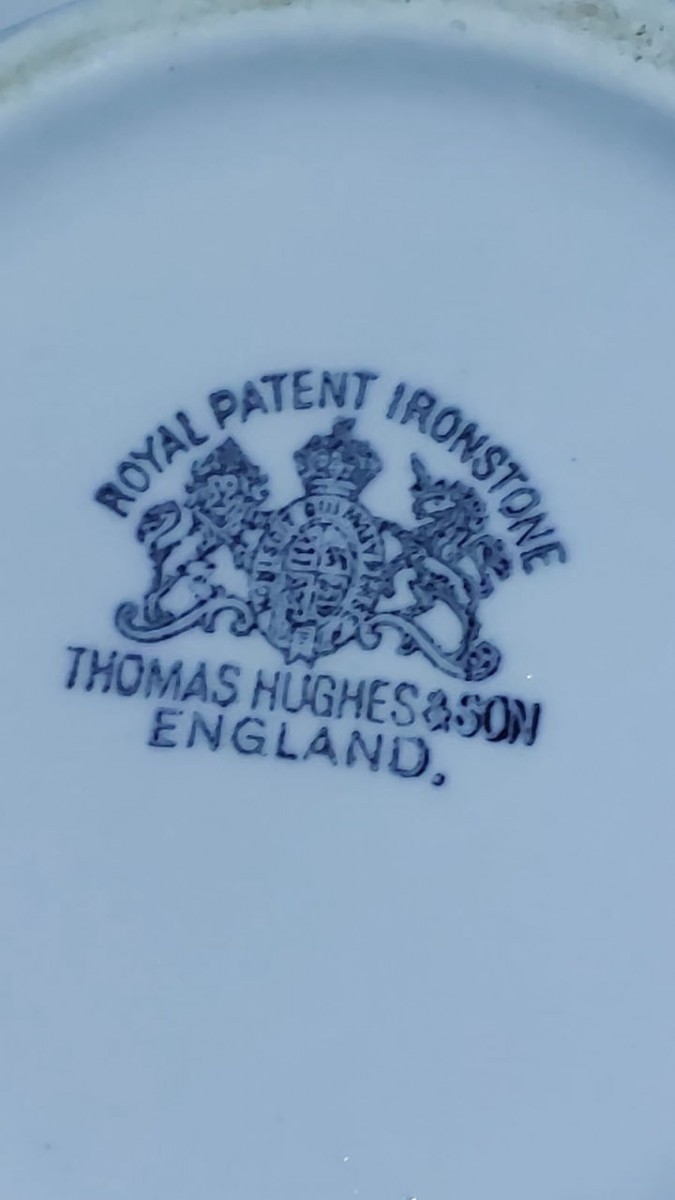 ROYAL PATENT IRONSTONE
THOMAS HUGHES & SON
ENGLAND.